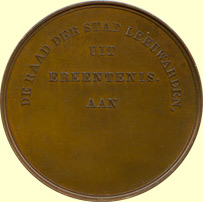 DE RAAD DER STAD LEEUWARDEN,
UIT
ERKENTENIS.
AAN